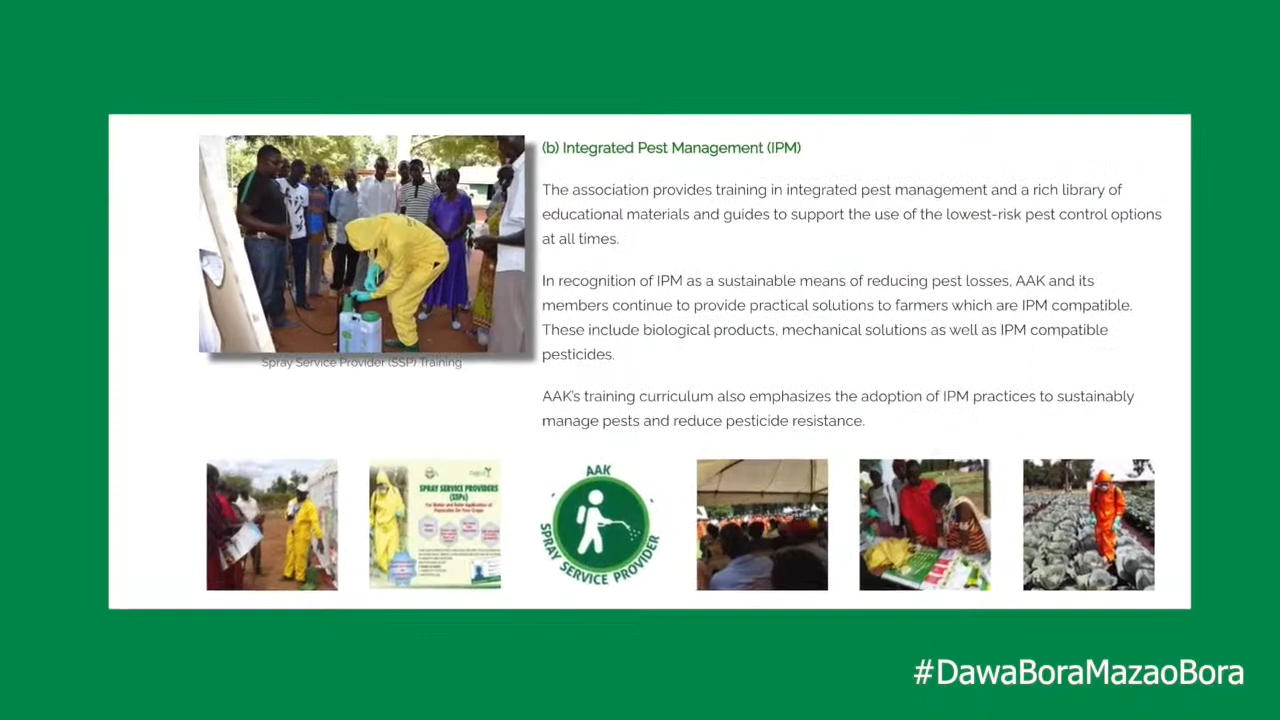 (b) Integrated Pest Management (IPM)
The association provides training in integrated pest management and a rich library of
educational materials and guides to support the use of the lowest-risk pest control options
at all times.
In recognition of IPM as a sustainable means of reducing pest losses, AAK and its
members continue to provide practical solutions to farmers which are IPM compatible.
These include biological products, mechanical solutions as well as IPM compatible
pesticides.
Spray Service Provider (SSP) Training
AAK's training curriculum also emphasizes the adoption of IPM practices to sustainably
manage pests and reduce pesticide resistance.
SPRAY SERVICE PROVIDERS
(SSPs)
AAK
SPRAY SERVICE PROVIDER
#DawaBoraMazaoBora